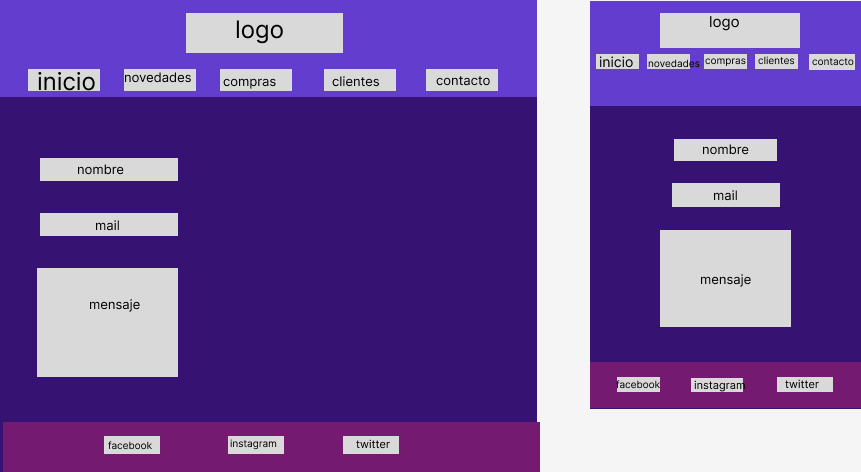 logo
inicio
novedades
compras
clientes
contacto
nombre
mail
mensaje
facebook
instagram
twitter
logo
inicio
novedades
compras
clientes
contacto
nombre
mail
mensaje
facebook
instagram
twitter